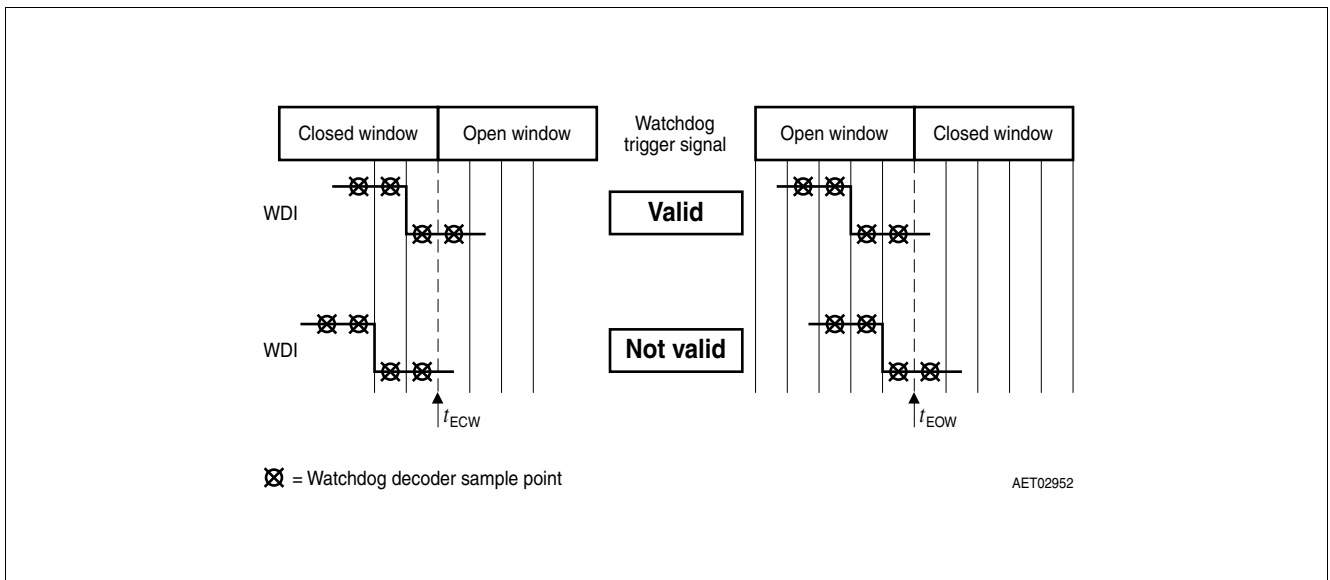 Closed window
Open window
Watchdog
trigger signal
Open window
Closed window
WDI
Valid
WDI
Not valid
tECW
tEOW
= Watchdog decoder sample point
AET02952